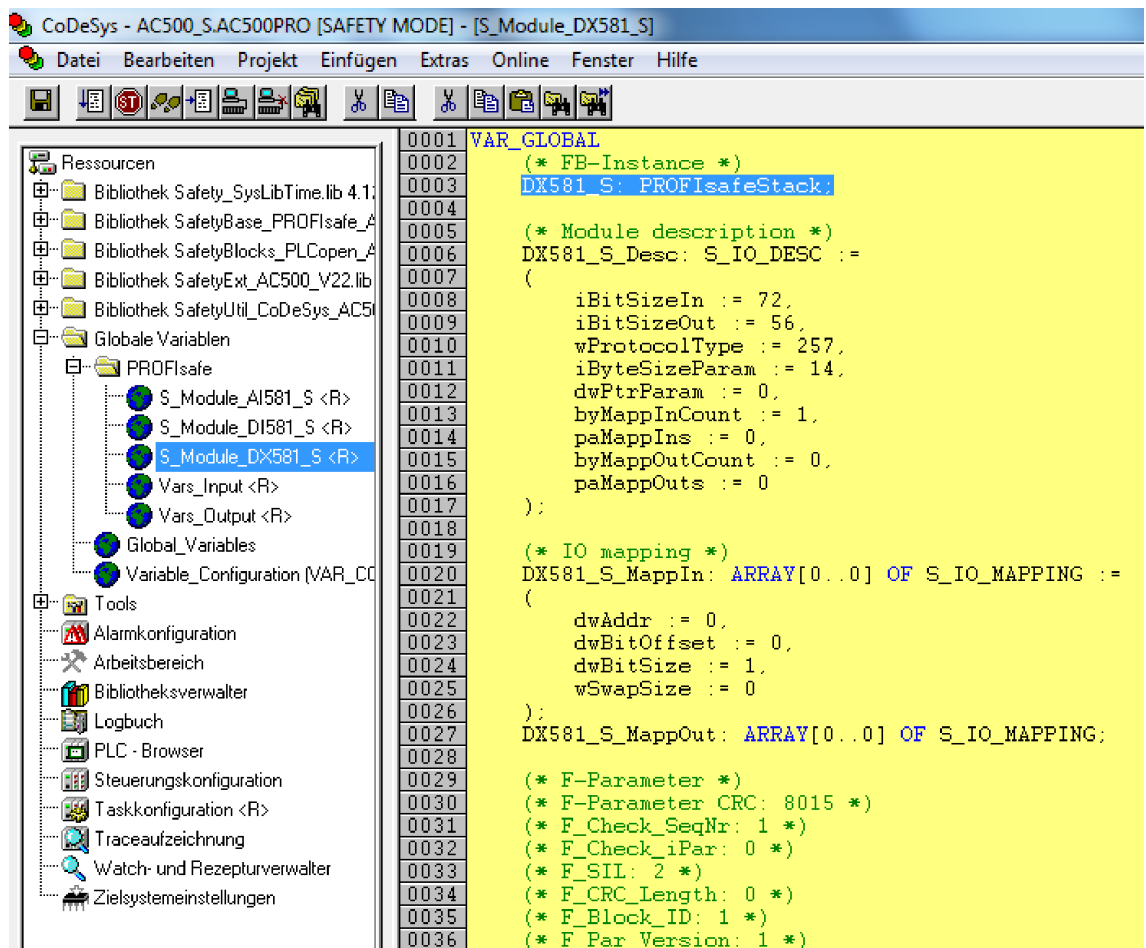 CoDeSys - AC500_S.AC500PRO [SAFETY MODE] - [S_Module_DX581_S]
Datei Bearbeiten Projekt Einfügen Extras Online Fenster Hilfe
Ressourcen
Bibliothek Safety_SysLibTime.lib 4.1
Bibliothek SafetyBase_PROFIsafe_A
Bibliothek SafetyBlocks_PLCopen_A
Bibliothek SafetyExt_AC500_V22.lib
Bibliothek SafetyUtil_CoDeSys_AC5
Globale Variablen
PROFIsafe
S_Module_AI581_S <R>
S_Module_DI581_S <R>
S_Module_DX581_S <R>
Vars_Input <R>
Vars_Output <R>
Global_Variables
Variable_Configuration (VAR_CO
Tools
Alarmkonfiguration
Arbeitsbereich
Bibliotheksverwalter
Logbuch
PLC - Browser
Steuerungskonfiguration
Taskkonfiguration <R>
Traceaufzeichnung
Watch- und Rezepturverwalter
Zielsystemeinstellungen
0001 VAR_GLOBAL
0002 (* FB-Instance *)
0003 DX581_S: PROFIsafeStack;
0004
0005 (* Module description *)
0006 DX581_S_Desc: S_IO_DESC :=
0007 (
0008 iBitSizeIn := 72,
0009 iBitSizeOut := 56,
0010 wProtocolType := 257,
0011 iByteSizeParam := 14,
0012 dwPtrParam := 0,
0013 byMappInCount := 1,
0014 paMappIns := 0,
0015 byMappOutCount := 0,
0016 paMappOuts := 0
0017 );
0018
0019 (* IO mapping *)
0020 DX581_S_MappIn: ARRAY[0..0] OF S_IO_MAPPING :=
0021 (
0022 dwAddr := 0,
0023 dwBitOffset := 0,
0024 dwBitSize := 1,
0025 wSwapSize := 0
0026 );
0027 DX581_S_MappOut: ARRAY[0..0] OF S_IO_MAPPING;
0028
0029 (* F-Parameter *)
0030 (* F-Parameter CRC: 8015 *)
0031 (* F_Check_SeqNr: 1 *)
0032 (* F_Check_iPar: 0 *)
0033 (* F_SIL: 2 *)
0034 (* F_CRC_Length: 0 *)
0035 (* F_Block_ID: 1 *)
0036 (* F_Par_Version: 1 *)